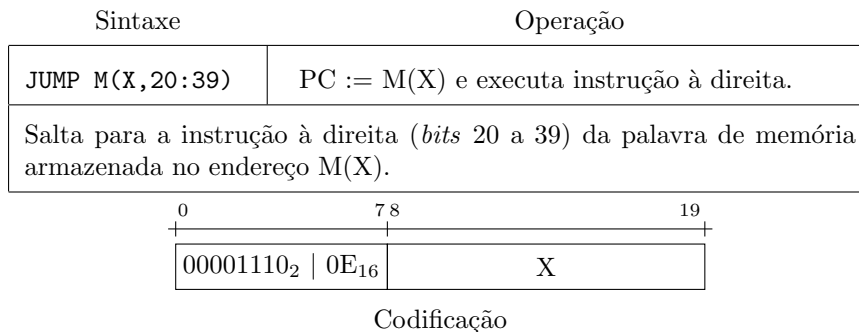 Sintaxe Operação
JUMP M(X,20:39) PC := M(X) e executa instrução à direita.
Salta para a instrução à direita (bits 20 a 39) da palavra de memória
armazenada no endereço M(X).
0 7 8 19
00001110₂ | 0E₁₆ X
Codificação